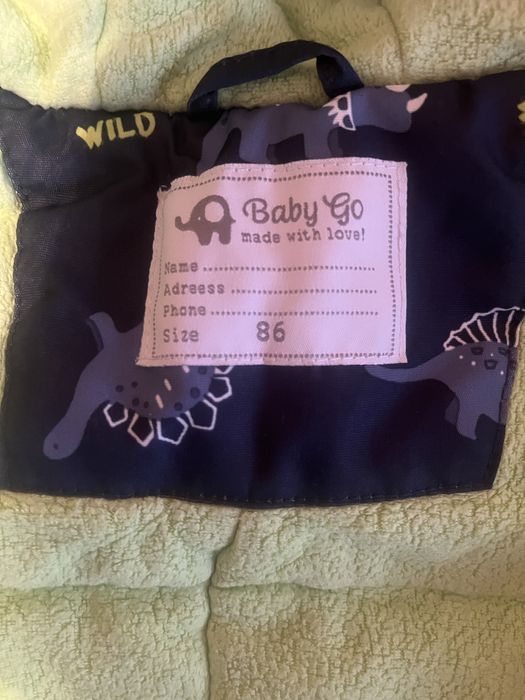 WILD
Baby Go
made with love!
Name
Adreess
Phone
Size 86